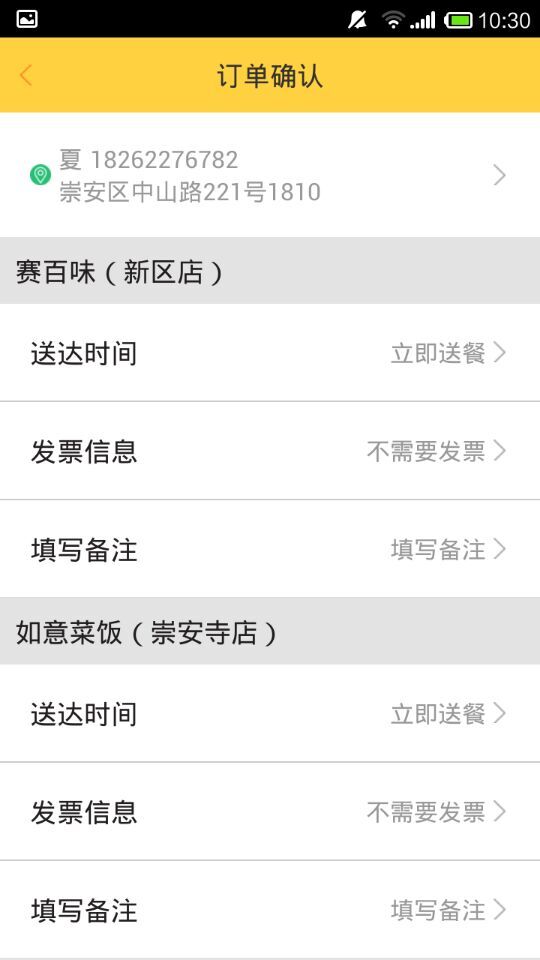 10:30
订单确认
夏 18262276782
崇安区中山路221号1810
赛百味（新区店）
送达时间 立即送餐
发票信息 不需要发票
填写备注 填写备注
如意菜饭（崇安寺店）
送达时间 立即送餐
发票信息 不需要发票
填写备注 填写备注